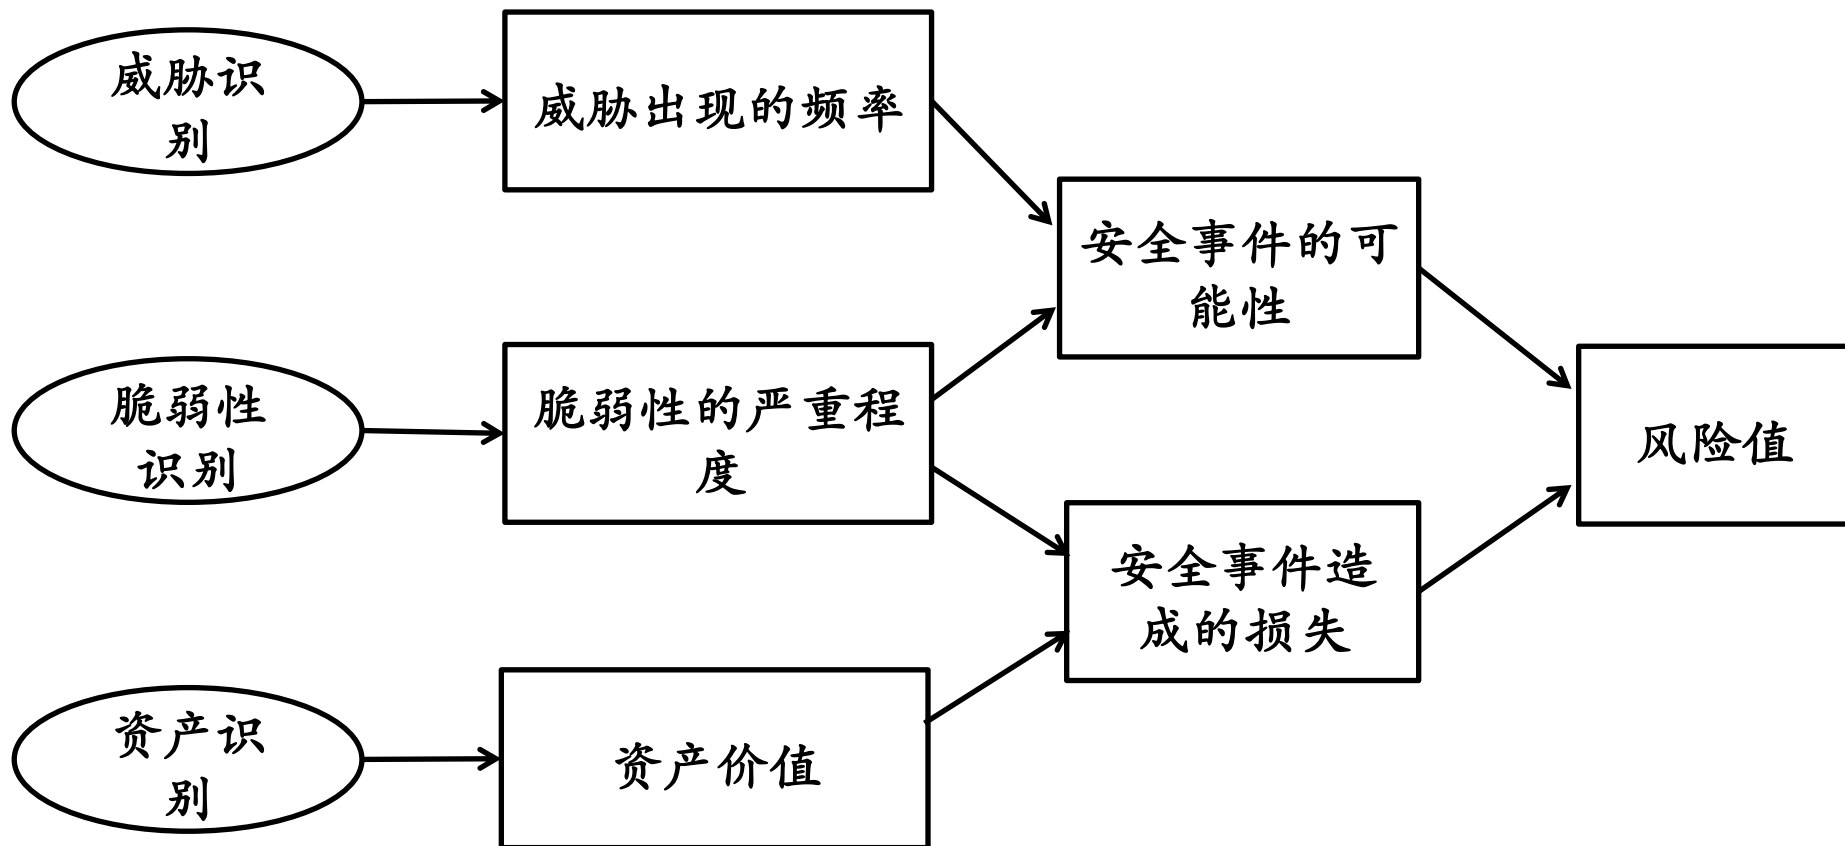 威胁识
别
威胁出现的频率
安全事件的可
能性
脆弱性
识别
脆弱性的严重程
度
风险值
安全事件造
成的损失
资产识
别
资产价值